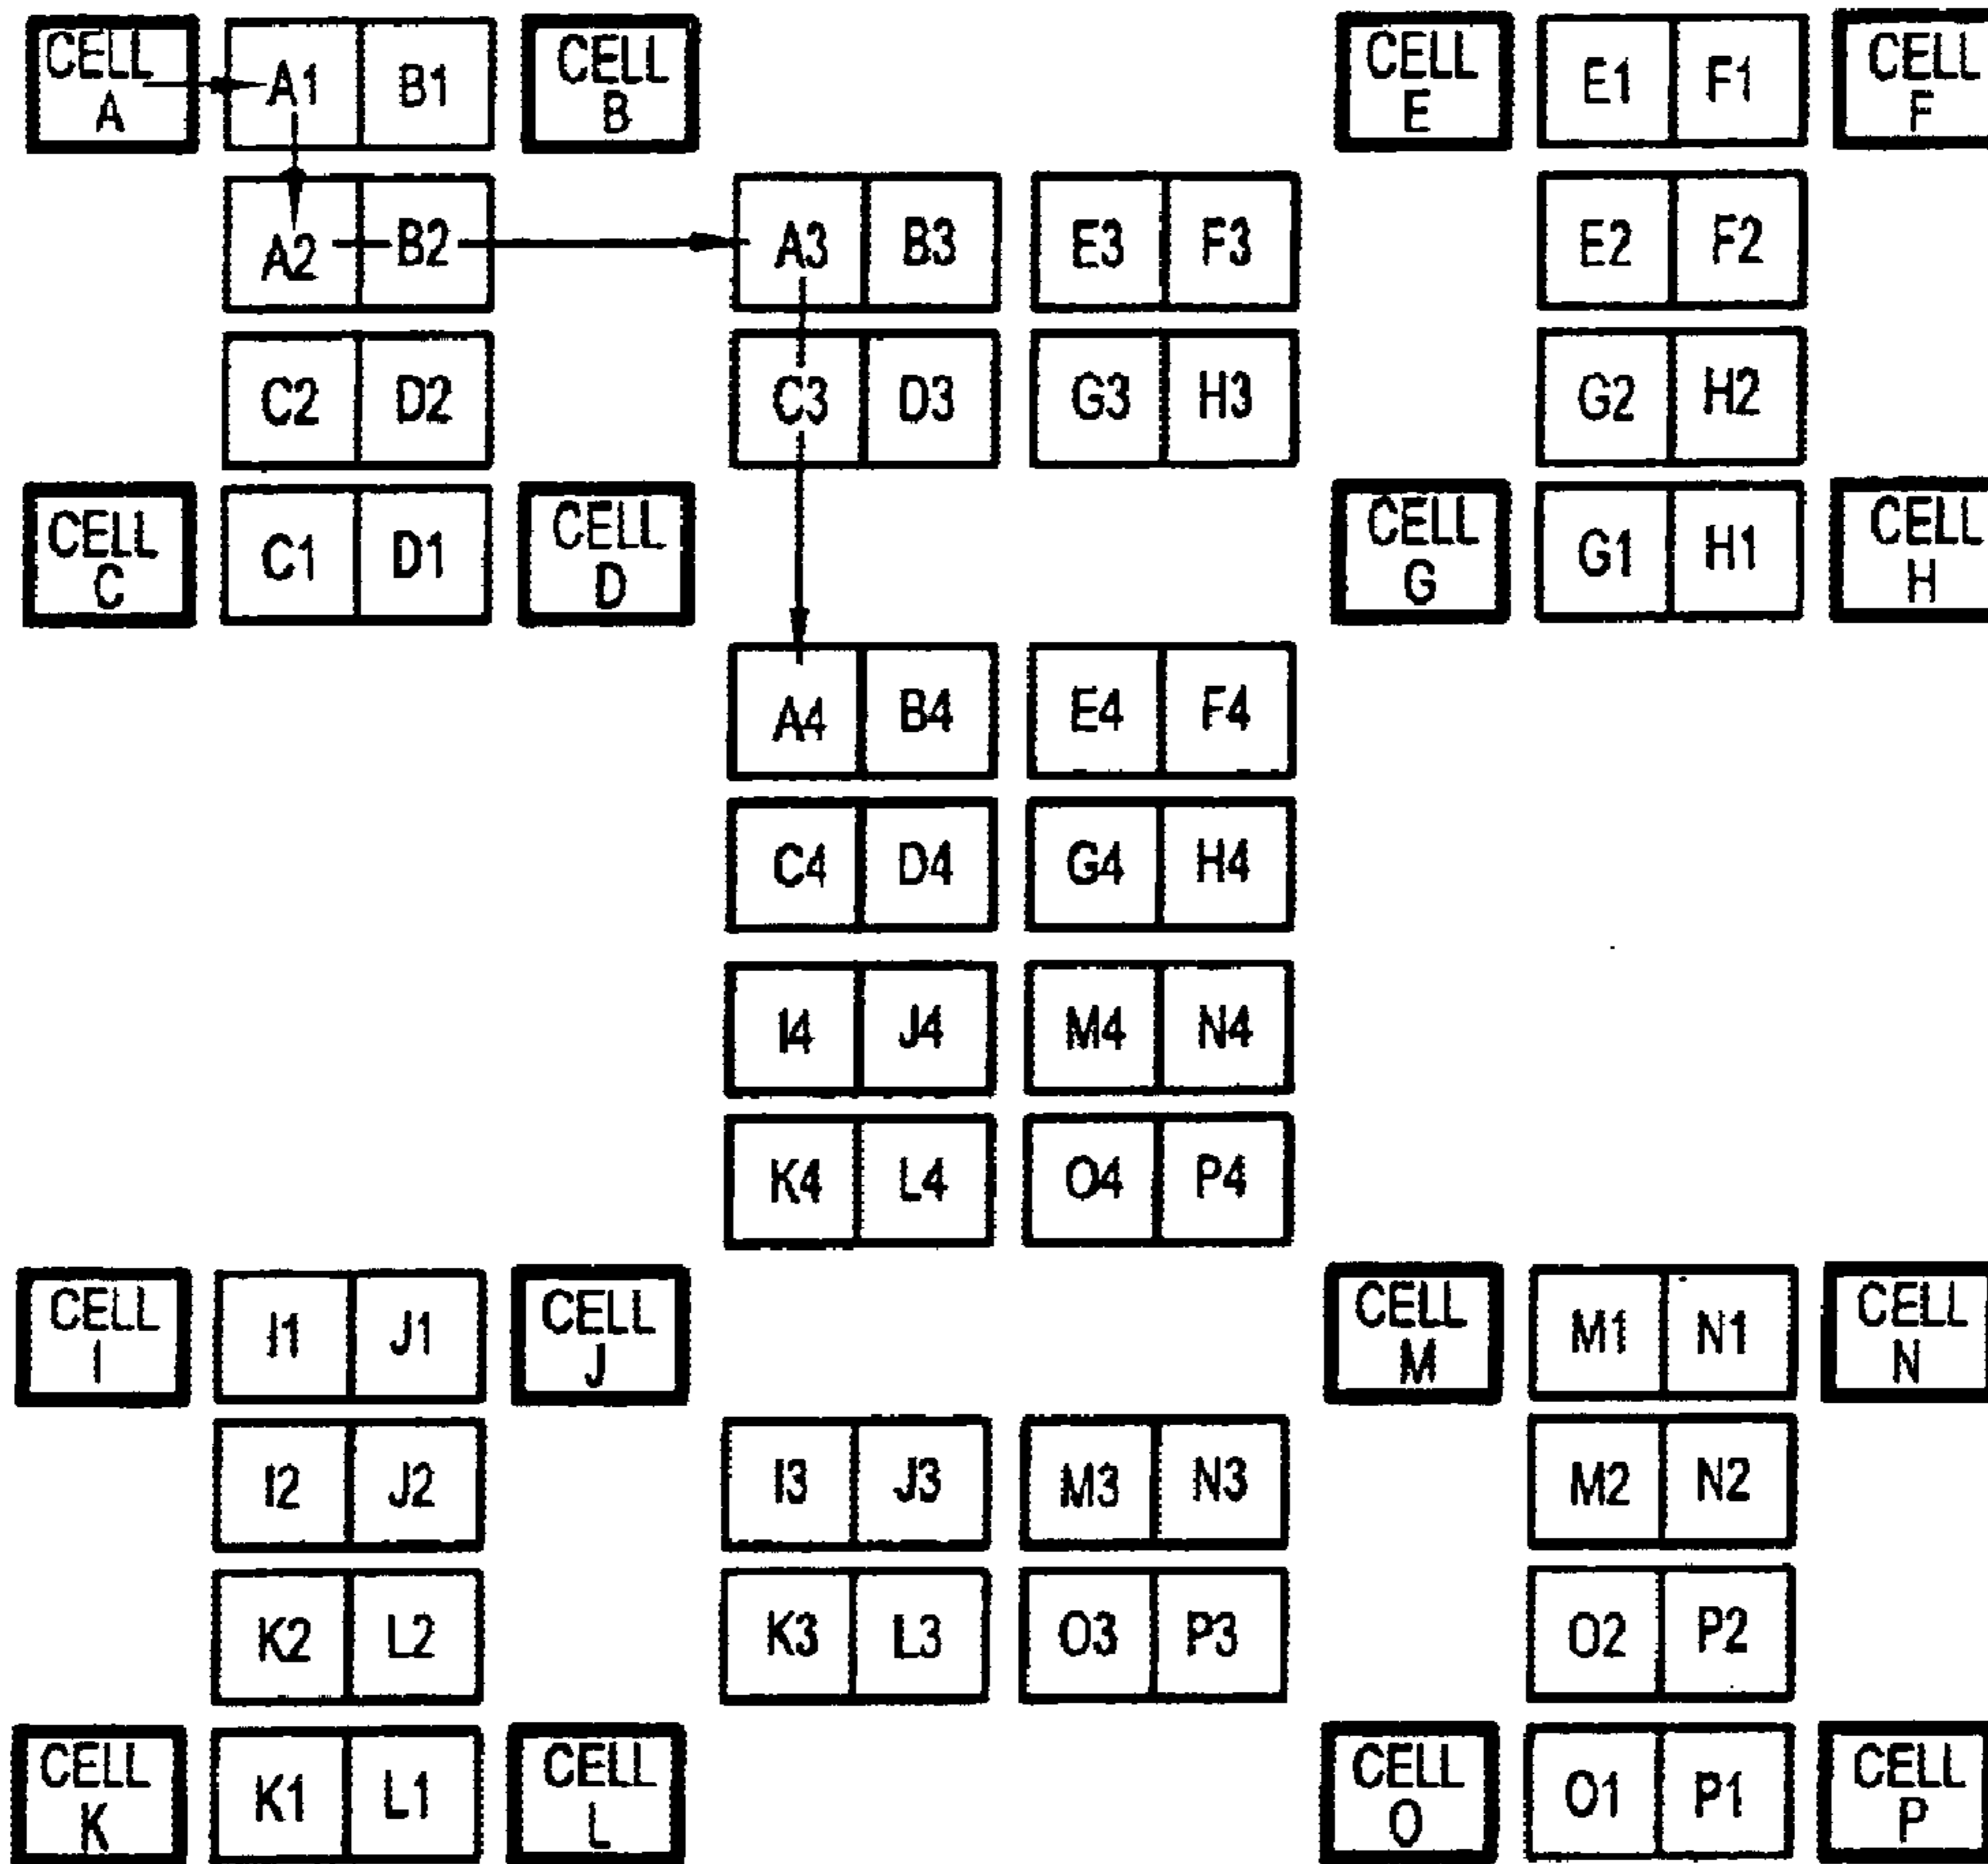 CELL A A1 B1 CELL B CELL E E1 F1 CELL F
A2 B2 A3 B3 E3 F3 E2 F2
C2 D2 C3 D3 G3 H3 G2 H2
CELL C C1 D1 CELL D CELL G G1 H1 CELL H
A4 B4 E4 F4
C4 D4 G4 H4
I4 J4 M4 N4
K4 L4 O4 P4
CELL I I1 J1 CELL J CELL M M1 N1 CELL N
I2 J2 I3 J3 M3 N3 M2 N2
K2 L2 K3 L3 O3 P3 O2 P2
CELL K K1 L1 CELL L CELL O O1 P1 CELL P